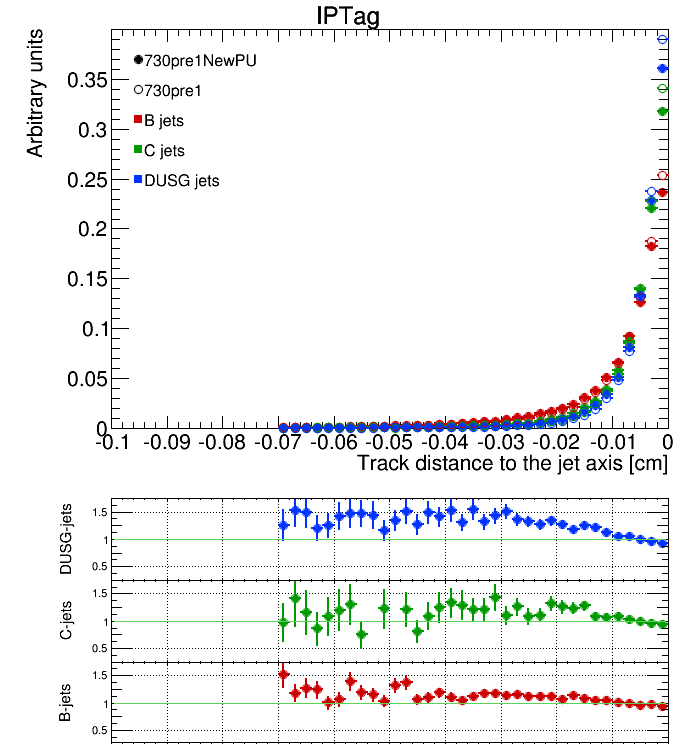 IPTag
Arbitrary units
730pre1NewPU
730pre1
B jets
C jets
DUSG jets
0.35
0.3
0.25
0.2
0.15
0.1
0.05
0
-0.1 -0.09 -0.08 -0.07 -0.06 -0.05 -0.04 -0.03 -0.02 -0.01 0
Track distance to the jet axis [cm]
DUSG-jets
1.5
1
0.5
C-jets
1.5
1
0.5
B-jets
1.5
1
0.5